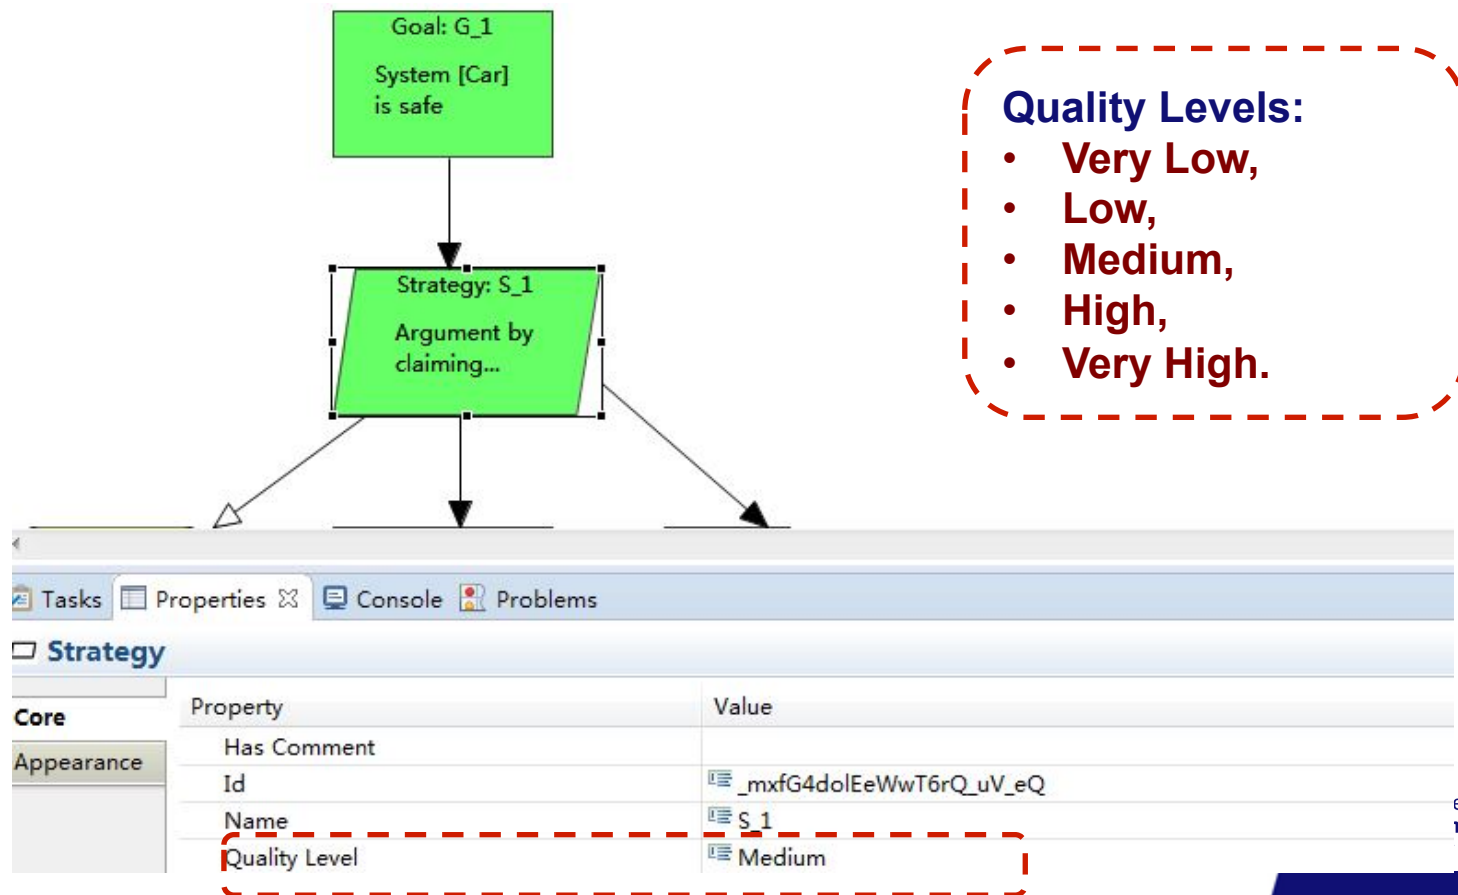 Goal: G_1
System [Car]
is safe
Quality Levels:
• Very Low,
• Low,
• Medium,
• High,
• Very High.
Strategy: S_1
Argument by
claiming...
Tasks Properties Console Problems
Strategy
Core
Appearance
Property Value
Has Comment
Id _mxfG4dolEeWwT6rQ_uV_eQ
Name S_1
Quality Level Medium